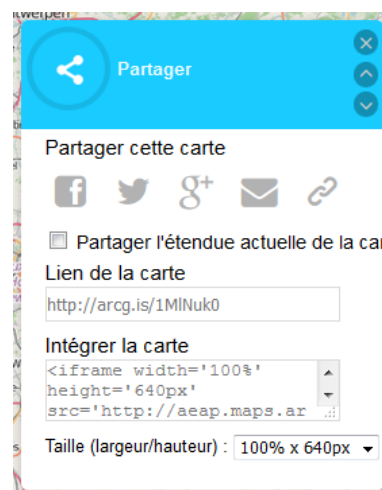 Partager
Partager cette carte
Partager l'étendue actuelle de la car
Lien de la carte
http://arcg.is/1MlNuk0
Intégrer la carte
<iframe width='100%'
height='640px'
src='http://aeap.maps.ar
Taille (largeur/hauteur) : 100% x 640px